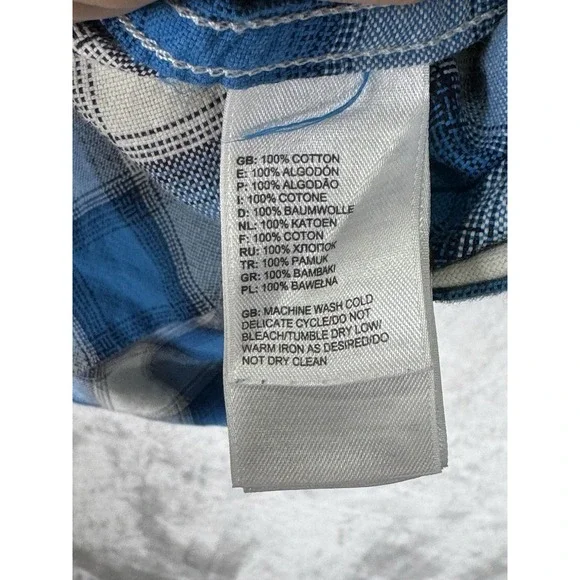 GB: 100% COTTON
E: 100% ALGODÓN
P: 100% ALGODÃO
I: 100% COTONE
D: 100% BAUMWOLLE
NL: 100% KATOEN
F: 100% COTON
RU: 100% ХЛОПОК
TR: 100% PAMUK
GR: 100% BAMBAKI
PL: 100% BAWEŁNA
GB: MACHINE WASH COLD
DELICATE CYCLE/DO NOT
BLEACH/TUMBLE DRY LOW/
WARM IRON AS DESIRED/DO
NOT DRY CLEAN